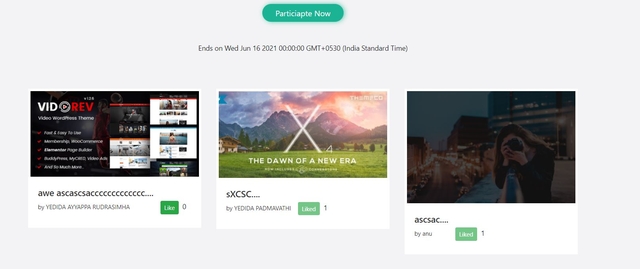 Particiapte Now
Ends on Wed Jun 16 2021 00:00:00 GMT+0530 (India Standard Time)
VIDOREV
Video WordPress Theme
Fast & Easy To Use
Membership, WooCommerce
Elementor Page Builder
BuddyPress, MyCRED, Video Ads
And So Much More.
awe ascascsacccccccccccccc....
by YEDIDA AYYAPPA RUDRASIMHA
Like 0
THEMECO
X
4
THE DAWN OF A NEW ERA
sXCSC....
by YEDIDA PADMAVATHI
Liked 1
ascsac....
by anu
Liked 1